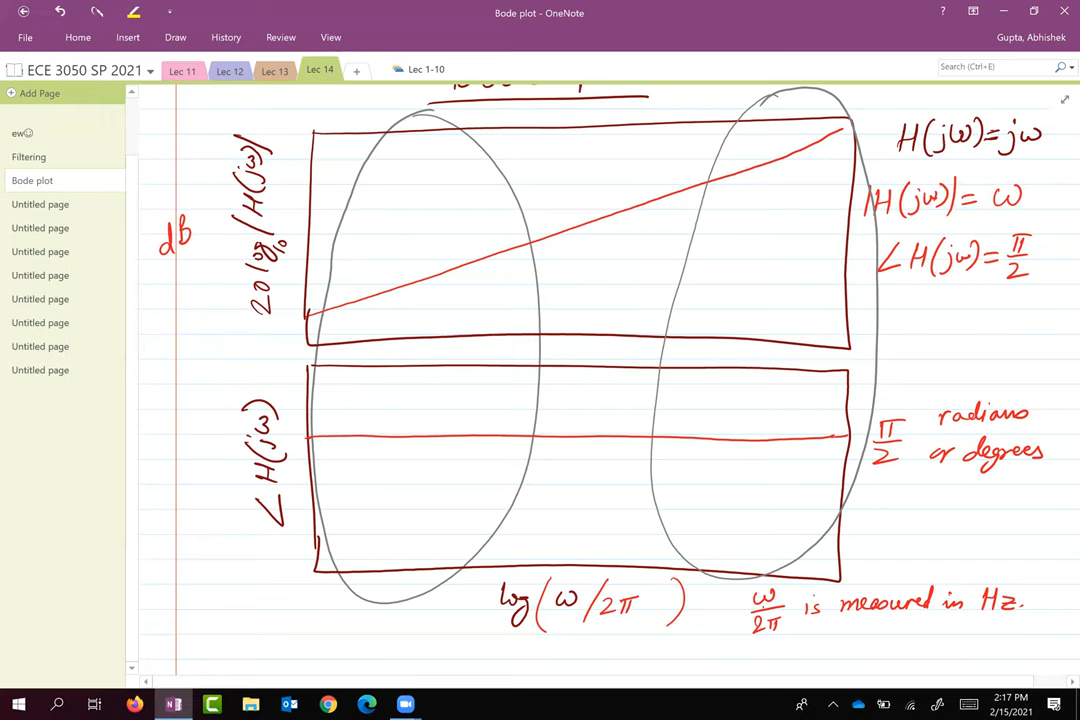 Bode plot - OneNote
?
File
Home
Insert
Draw
History
Review
View
Gupta, Abhishek
ECE 3050 SP 2021
Lec 11
Lec 12
Lec 13
Lec 14
+
Lec 1-10
Search (Ctrl+E)
Add Page
ew☺
Filtering
Bode plot
Untitled page
Untitled page
Untitled page
Untitled page
Untitled page
Untitled page
Untitled page
Untitled page
dB
20 log₁₀ |H(jω)|
H(jω)=jω
|H(jω)|= ω
∠H(jω)=π/2
∠H(jω)
π/2 radians
or degrees
log(ω/2π)
ω/2π is measured in Hz.
2:17 PM
2/15/2021